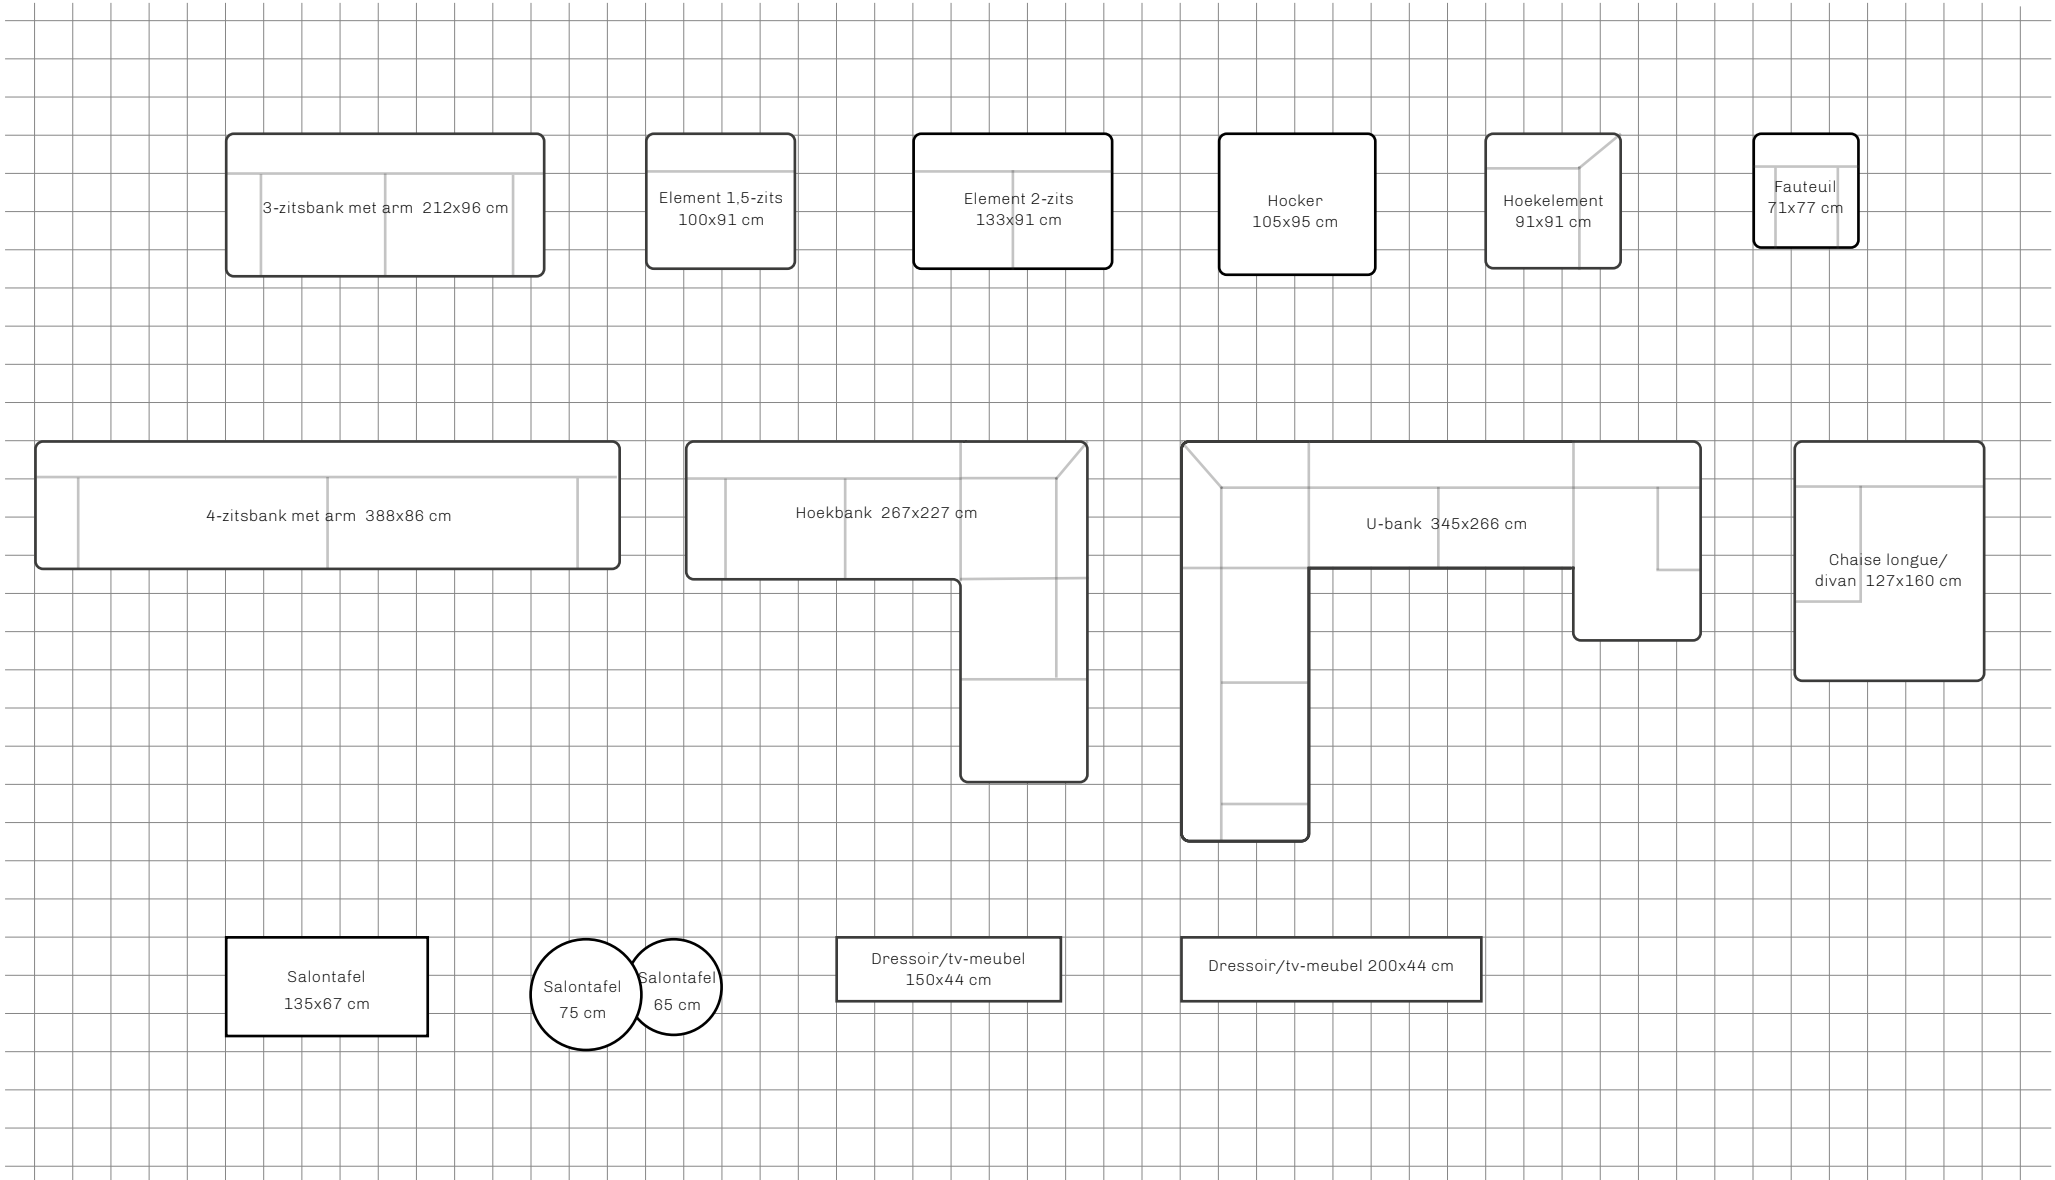 3-zitsbank met arm  212x96 cm
Element 1,5-zits
100x91 cm
Element 2-zits
133x91 cm
Hocker
105x95 cm
Hoekelement
91x91 cm
Fauteuil
71x77 cm
4-zitsbank met arm  388x86 cm
Hoekbank  267x227 cm
U-bank  345x266 cm
Chaise longue/
divan  127x160 cm
Salontafel
135x67 cm
Salontafel
75 cm
Salontafel
65 cm
Dressoir/tv-meubel
150x44 cm
Dressoir/tv-meubel 200x44 cm